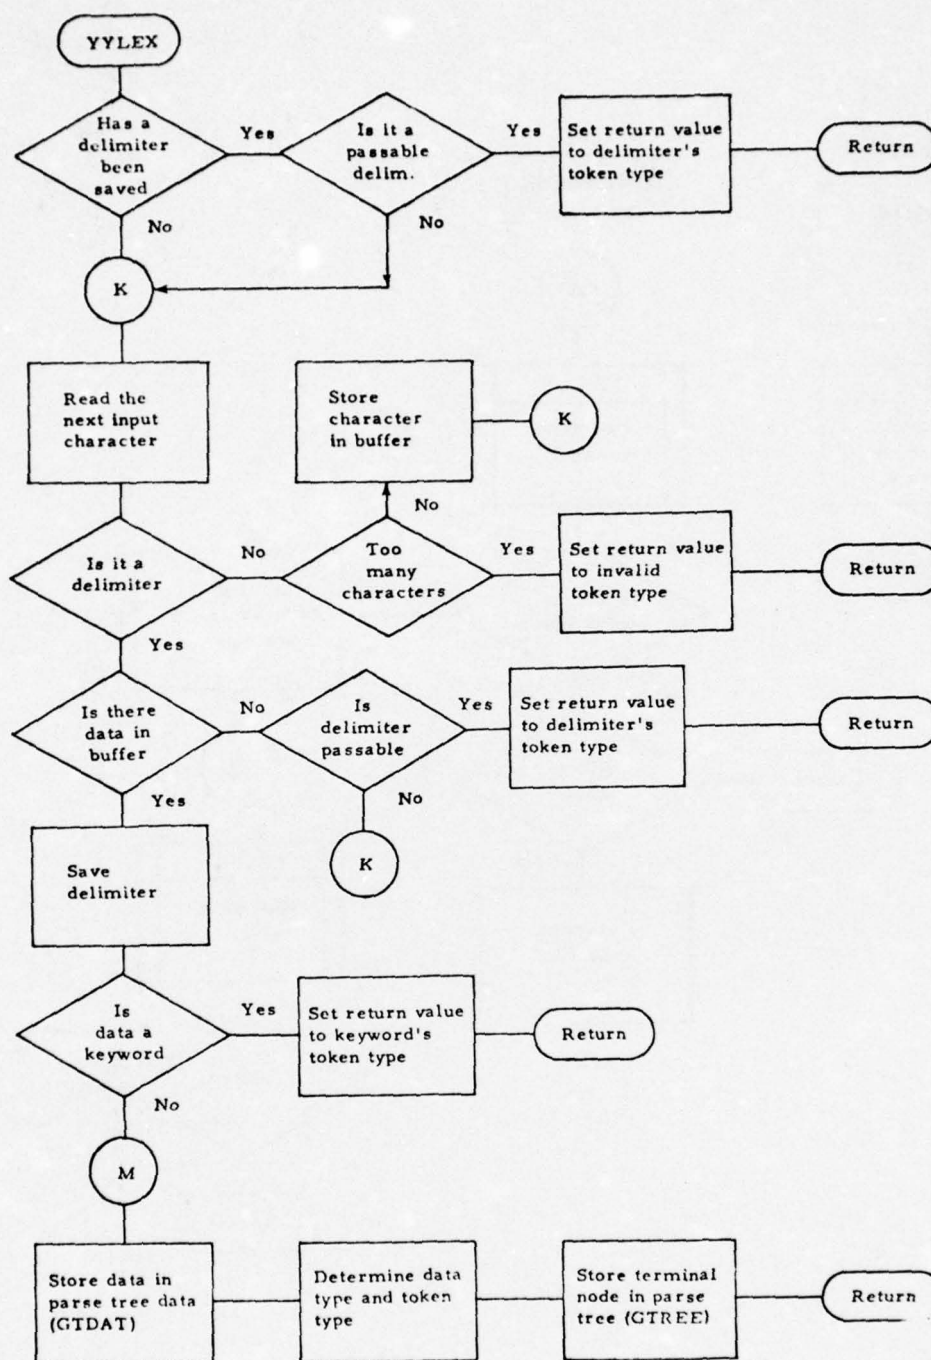 YYLEX
Has a
delimiter
been
saved
Yes
Is it a
passable
delim.
Yes
Set return value
to delimiter's
token type
Return
No
No
K
Read the
next input
character
Store
character
in buffer
K
No
Is it a
delimiter
No
Too
many
characters
Yes
Set return value
to invalid
token type
Return
Yes
Is there
data in
buffer
No
Is
delimiter
passable
Yes
Set return value
to delimiter's
token type
Return
Yes
No
K
Save
delimiter
Is
data a
keyword
Yes
Set return value
to keyword's
token type
Return
No
M
Store data in
parse tree data
(GTDAT)
Determine data
type and token
type
Store terminal
node in parse
tree (GTREE)
Return